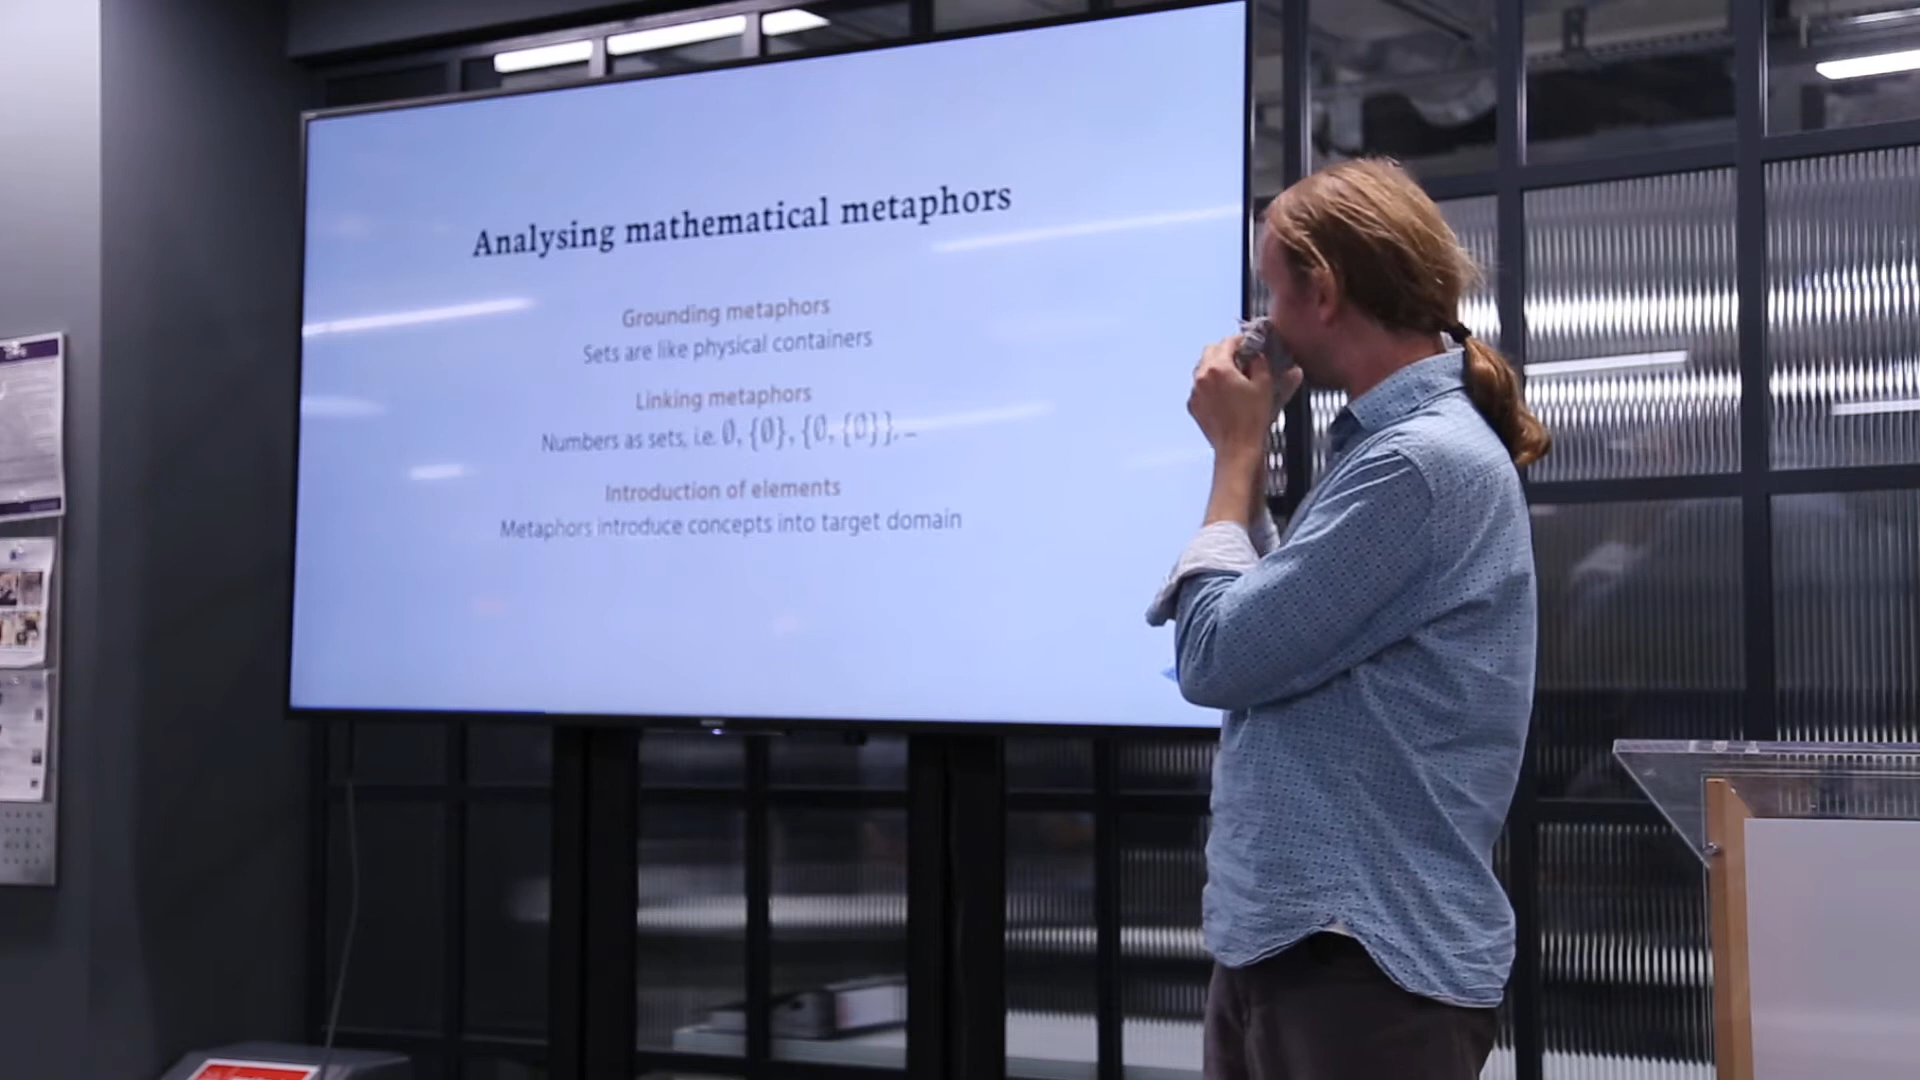 Analysing mathematical metaphors
Grounding metaphors
Sets are like physical containers
Linking metaphors
Numbers as sets, i.e. ∅, {∅}, {∅, {∅}}, ...
Introduction of elements
Metaphors introduce concepts into target domain